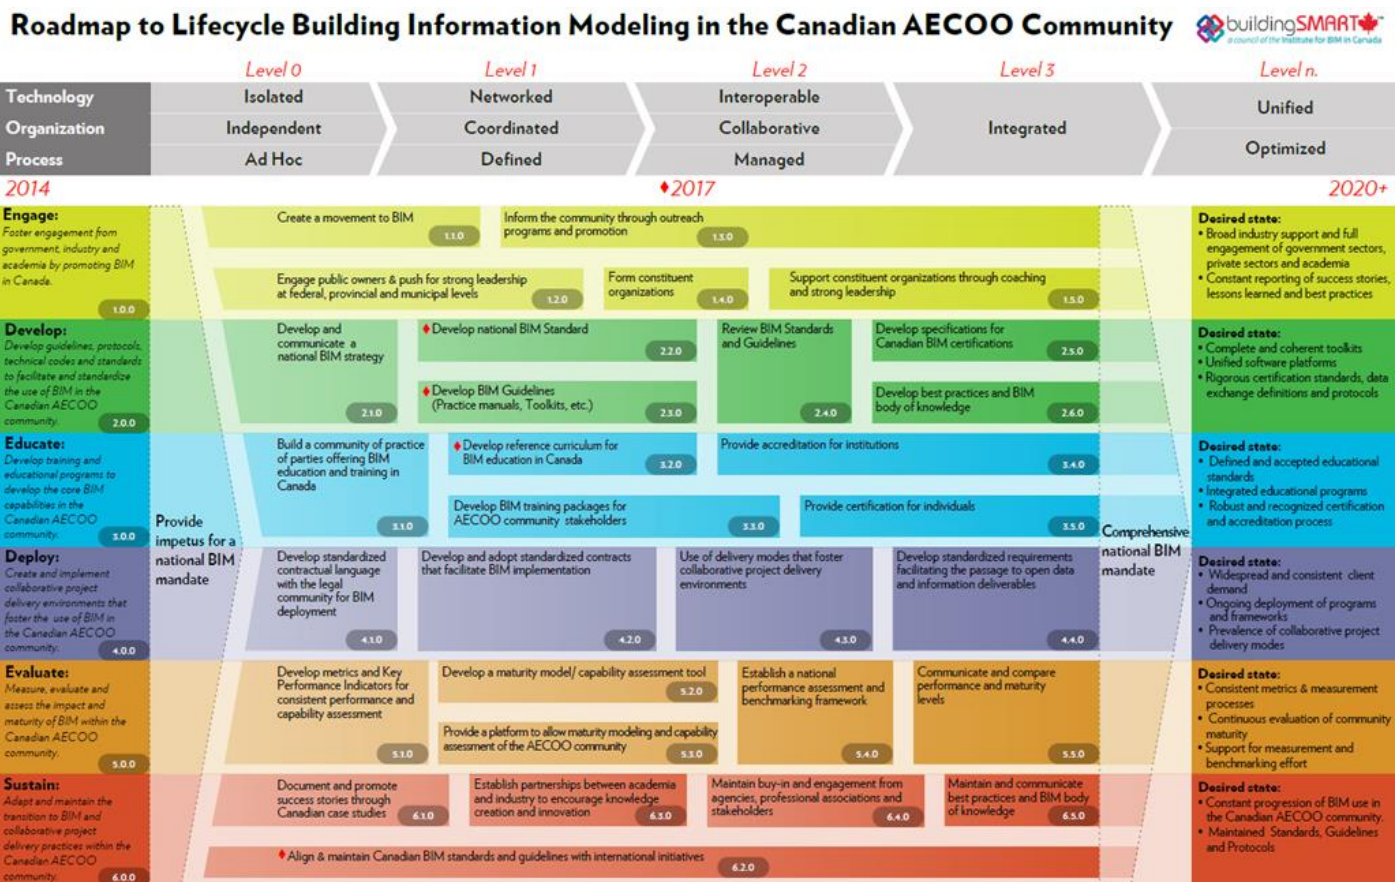 Roadmap to Lifecycle Building Information Modeling in the Canadian AECOO Community
buildingSMART
a council of the Institute for BIM in Canada
Level 0
Level 1
Level 2
Level 3
Level n.
Technology
Isolated
Networked
Interoperable
Integrated
Unified
Organization
Independent
Coordinated
Collaborative
Optimized
Process
Ad Hoc
Defined
Managed
2014
♦2017
2020+
Engage:
Foster engagement from
government, industry and
academia by promoting BIM
in Canada.
1.0.0
Create a movement to BIM
1.1.0
Inform the community through outreach
programs and promotion
1.3.0
Engage public owners & push for strong leadership
at federal, provincial and municipal levels
1.2.0
Form constituent
organizations
1.4.0
Support constituent organizations through coaching
and strong leadership
1.5.0
Desired state:
• Broad industry support and full
engagement of government sectors,
private sectors and academia
• Constant reporting of success stories,
lessons learned and best practices
Develop:
Develop guidelines, protocols,
technical codes and standards
to facilitate and standardize
the use of BIM in the
Canadian AECOO
community.
2.0.0
Develop and
communicate a
national BIM strategy
2.1.0
♦Develop national BIM Standard
2.2.0
♦Develop BIM Guidelines
(Practice manuals, Toolkits, etc.)
2.3.0
Review BIM Standards
and Guidelines
2.4.0
Develop specifications for
Canadian BIM certifications
2.5.0
Develop best practices and BIM
body of knowledge
2.6.0
Desired state:
• Complete and coherent toolkits
• Unified software platforms
• Rigorous certification standards, data
exchange definitions and protocols
Educate:
Develop training and
educational programs to
develop the core BIM
capabilities in the
Canadian AECOO
community.
3.0.0
Build a community of practice
of parties offering BIM
education and training in
Canada
3.1.0
♦Develop reference curriculum for
BIM education in Canada
3.2.0
Develop BIM training packages for
AECOO community stakeholders
3.3.0
Provide accreditation for institutions
3.4.0
Provide certification for individuals
3.5.0
Desired state:
• Defined and accepted educational
standards
• Integrated educational programs
• Robust and recognized certification
and accreditation process
Provide
impetus for a
national BIM
mandate
Comprehensive
national BIM
mandate
Deploy:
Create and implement
collaborative project
delivery environments that
foster the use of BIM in
the Canadian AECOO
community.
4.0.0
Develop standardized
contractual language
with the legal
community for BIM
deployment
4.1.0
Develop and adopt standardized contracts
that facilitate BIM implementation
4.2.0
Use of delivery modes that foster
collaborative project delivery
environments
4.3.0
Develop standardized requirements
facilitating the passage to open data
and information deliverables
4.4.0
Desired state:
• Widespread and consistent client
demand
• Ongoing deployment of programs
and frameworks
• Prevalence of collaborative project
delivery modes
Evaluate:
Measure, evaluate and
assess the impact and
maturity of BIM within the
Canadian AECOO
community.
5.0.0
Develop metrics and Key
Performance Indicators for
consistent performance and
capability assessment
5.1.0
Develop a maturity model/ capability assessment tool
5.2.0
Provide a platform to allow maturity modeling and capability
assessment of the AECOO community
5.3.0
Establish a national
performance assessment and
benchmarking framework
5.4.0
Communicate and compare
performance and maturity
levels
5.5.0
Desired state:
• Consistent metrics & measurement
processes
• Continuous evaluation of community
maturity
• Support for measurement and
benchmarking effort
Sustain:
Adapt and maintain the
transition to BIM and
collaborative project
delivery practices within the
Canadian AECOO
community.
6.0.0
Document and promote
success stories through
Canadian case studies
6.1.0
Establish partnerships between academia
and industry to encourage knowledge
creation and innovation
6.3.0
Maintain buy-in and engagement from
agencies, professional associations and
stakeholders
6.4.0
Maintain and communicate
best practices and BIM body
of knowledge
6.5.0
♦Align & maintain Canadian BIM standards and guidelines with international initiatives
6.2.0
Desired state:
• Constant progression of BIM use in
the Canadian AECOO community.
• Maintained Standards, Guidelines
and Protocols